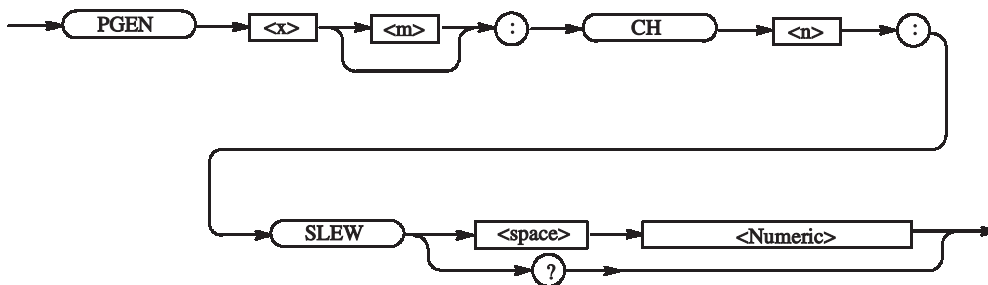 PGEN <x> <m> : CH <n> :
SLEW <space> <Numeric>
?